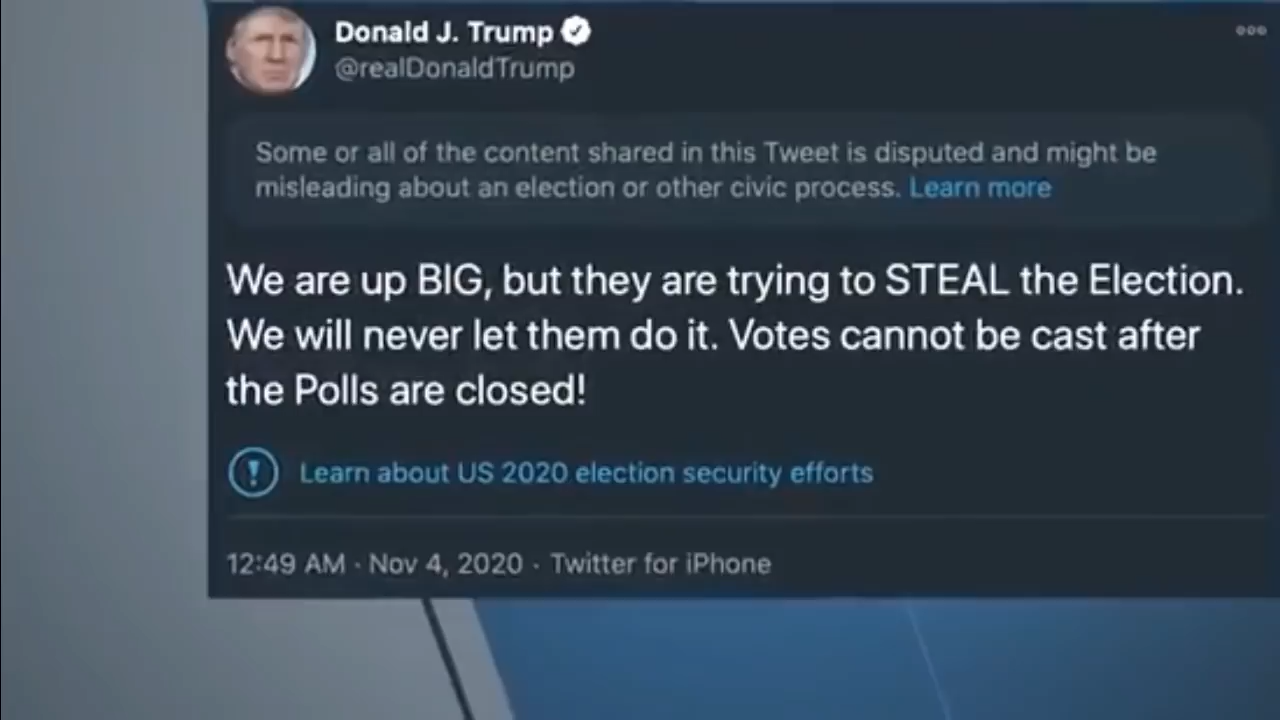 Donald J. Trump
@realDonaldTrump
Some or all of the content shared in this Tweet is disputed and might be
misleading about an election or other civic process. Learn more
We are up BIG, but they are trying to STEAL the Election.
We will never let them do it. Votes cannot be cast after
the Polls are closed!
Learn about US 2020 election security efforts
12:49 AM · Nov 4, 2020 · Twitter for iPhone